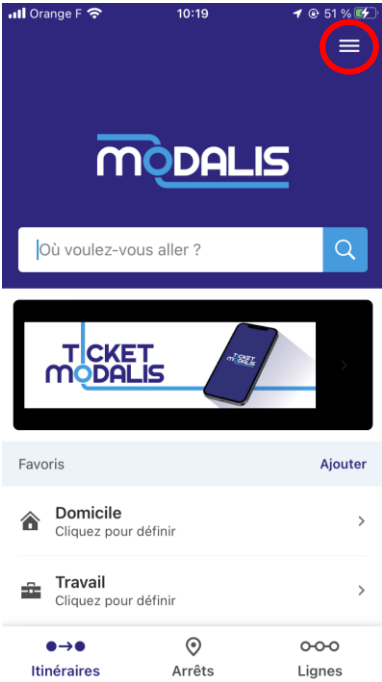 Orange F 10:19 51 %
MODALIS
Où voulez-vous aller ?
TICKET
MODALIS
TICKET
MODALIS
Favoris Ajouter
Domicile
Cliquez pour définir
Travail
Cliquez pour définir
Itinéraires Arrêts Lignes